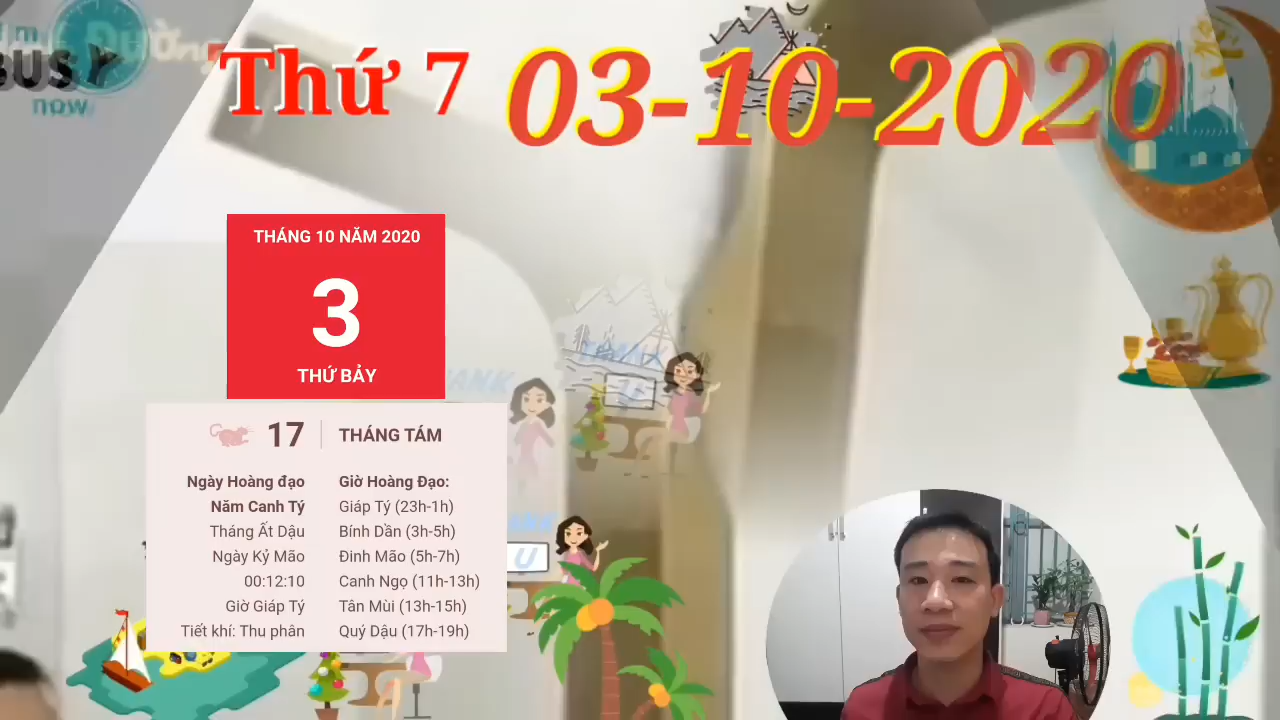 BUSY
now
Thứ 7 03-10-2020
THÁNG 10 NĂM 2020
3
THỨ BẢY
17 THÁNG TÁM
Ngày Hoàng đạo
Năm Canh Tý
Tháng Ất Dậu
Ngày Kỷ Mão
00:12:10
Giờ Giáp Tý
Tiết khí: Thu phân
Giờ Hoàng Đạo:
Giáp Tý (23h-1h)
Bính Dần (3h-5h)
Đinh Mão (5h-7h)
Canh Ngọ (11h-13h)
Tân Mùi (13h-15h)
Quý Dậu (17h-19h)